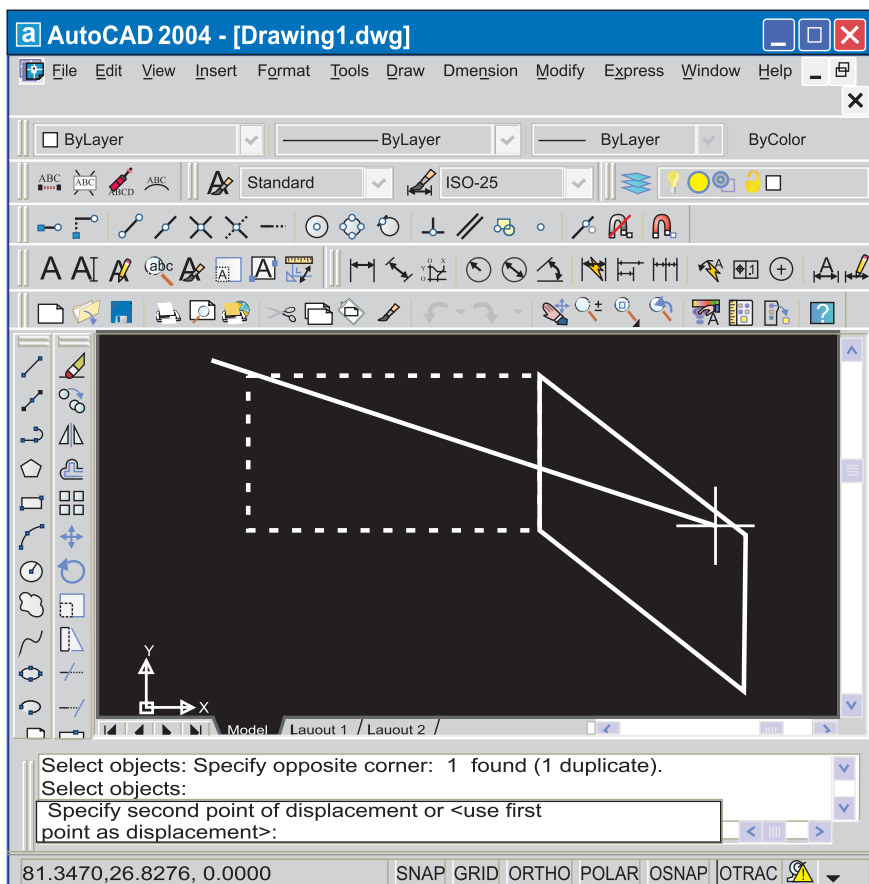 a AutoCAD 2004 - [Drawing1.dwg]
File Edit View Insert Format Tools Draw Dmension Modify Express Window Help
ByLayer ByLayer ByLayer ByColor
ABC ABC ABCD ABC Standard ISO-25
A A abc A A A
A A
?
Y
X
Model Lauout 1 Lauout 2
Select objects: Specify opposite corner: 1 found (1 duplicate).
Select objects:
Specify second point of displacement or <use first
point as displacement>:
81.3470,26.8276, 0.0000 SNAP GRID ORTHO POLAR OSNAP OTRAC